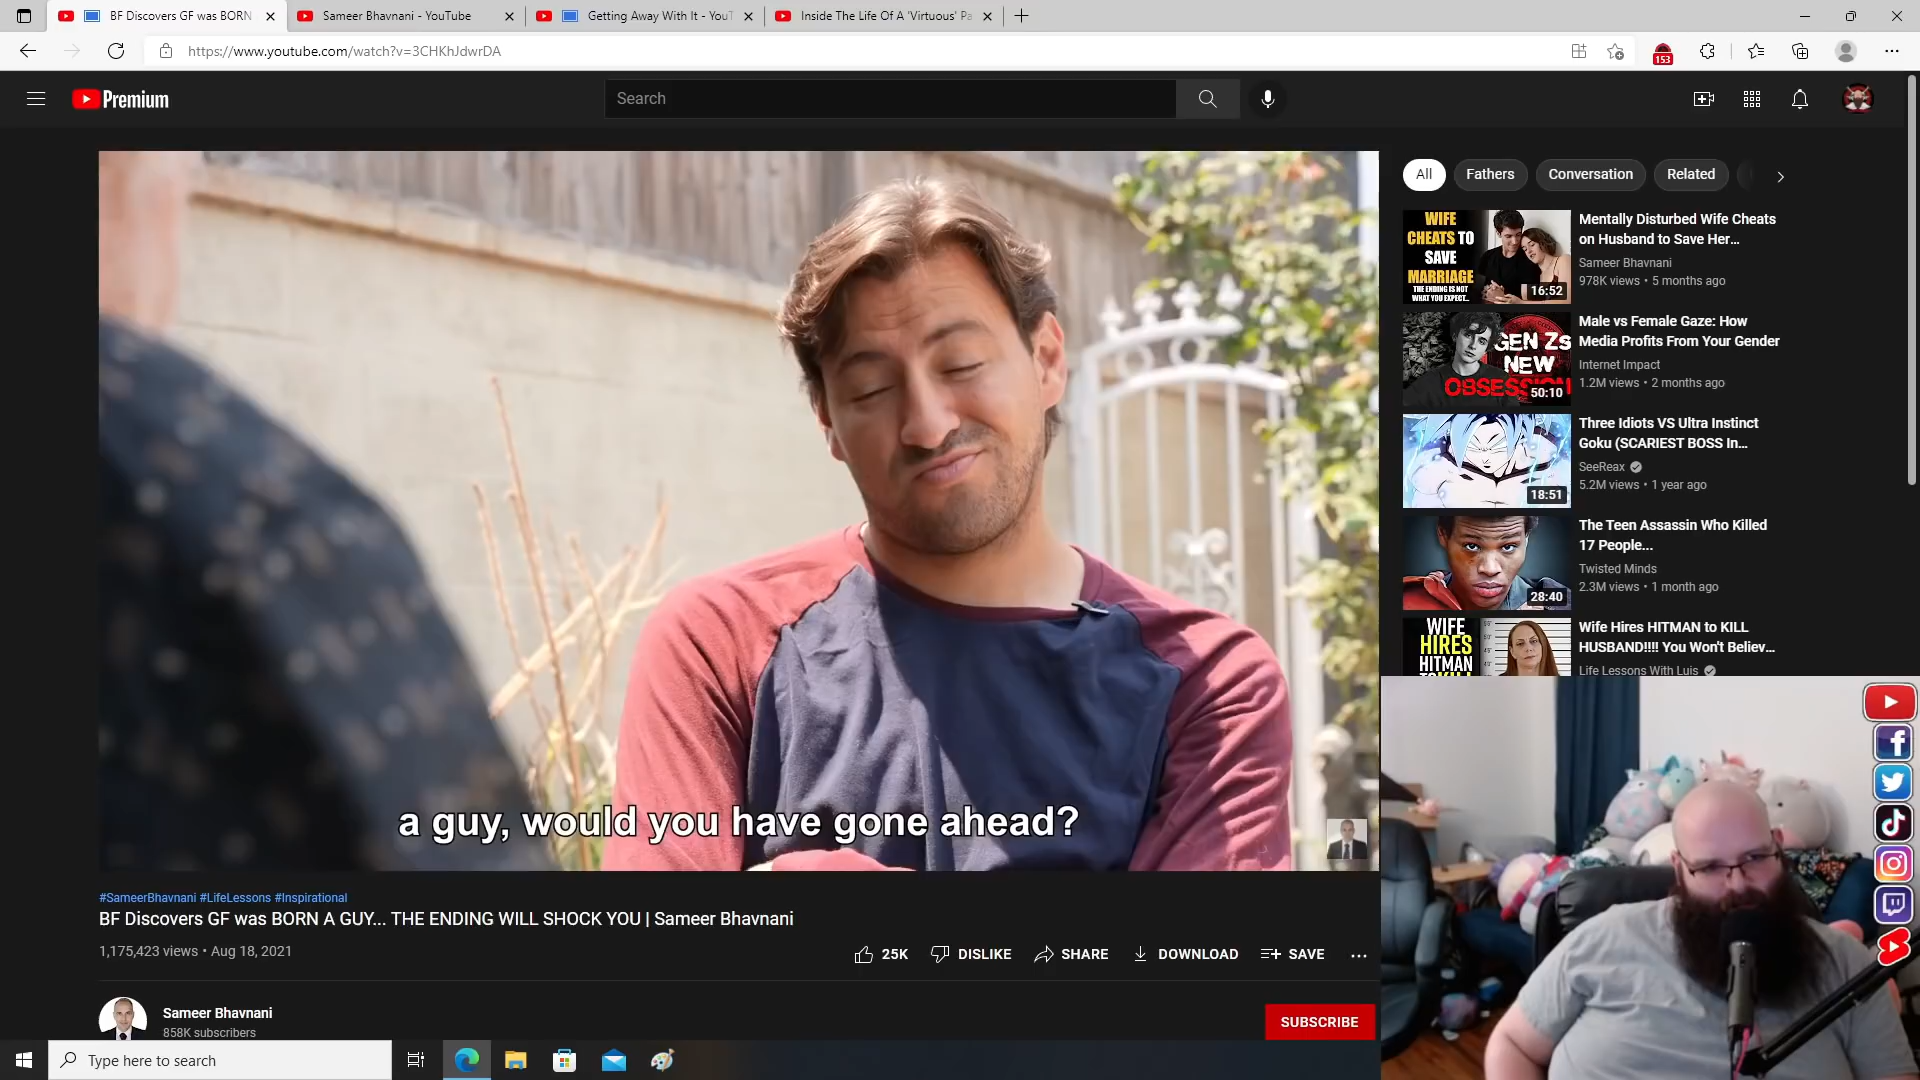 BF Discovers GF was BORN
Sameer Bhavnani - YouTube
Getting Away With It - YouT
Inside The Life Of A 'Virtuous' Pa
https://www.youtube.com/watch?v=3CHKhJdwrDA
153
Premium
Search
All
Fathers
Conversation
Related
WIFE
CHEATS TO
SAVE
MARRIAGE
THE ENDING IS NOT
WHAT YOU EXPECT...
16:52
Mentally Disturbed Wife Cheats
on Husband to Save Her...
Sameer Bhavnani
978K views • 5 months ago
GEN Zs
NEW
OBSESSION
50:10
Male vs Female Gaze: How
Media Profits From Your Gender
Internet Impact
1.2M views • 2 months ago
18:51
Three Idiots VS Ultra Instinct
Goku (SCARIEST BOSS In...
SeeReax
5.2M views • 1 year ago
28:40
The Teen Assassin Who Killed
17 People...
Twisted Minds
2.3M views • 1 month ago
WIFE
HIRES
HITMAN
Wife Hires HITMAN to KILL
HUSBAND!!!! You Won't Believ...
Life Lessons With Luis
a guy, would you have gone ahead?
#SameerBhavnani #LifeLessons #Inspirational
BF Discovers GF was BORN A GUY... THE ENDING WILL SHOCK YOU | Sameer Bhavnani
1,175,423 views • Aug 18, 2021
25K
DISLIKE
SHARE
DOWNLOAD
SAVE
Sameer Bhavnani
858K subscribers
SUBSCRIBE
Type here to search